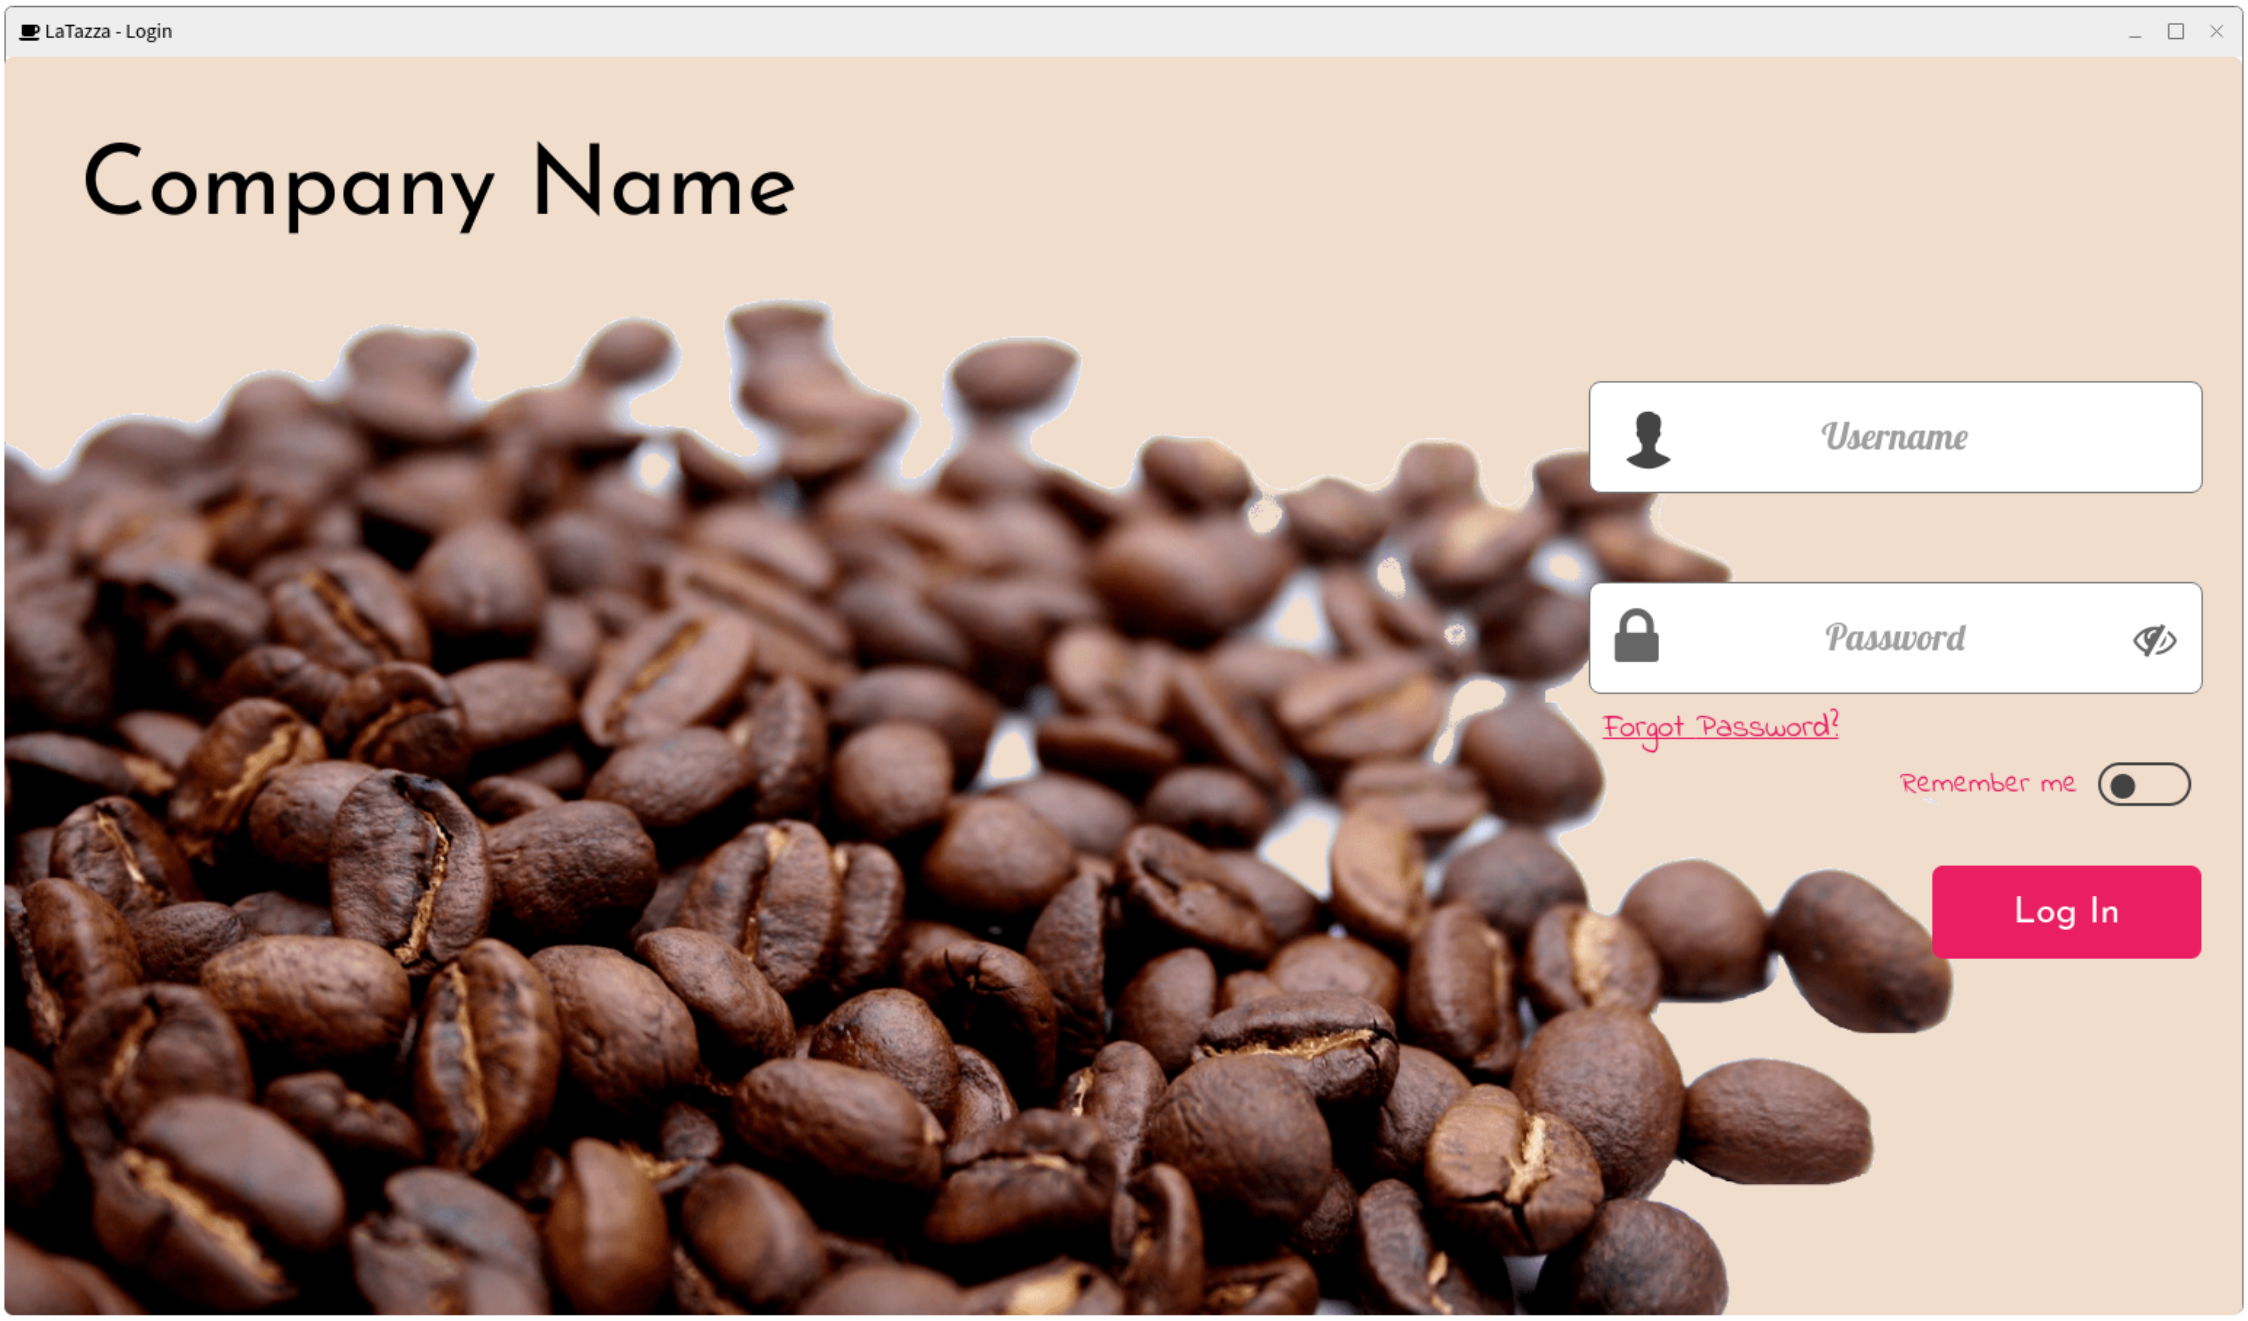 LaTazza - Login
Company Name
Username
Password
Forgot Password?
Remember me
Log In